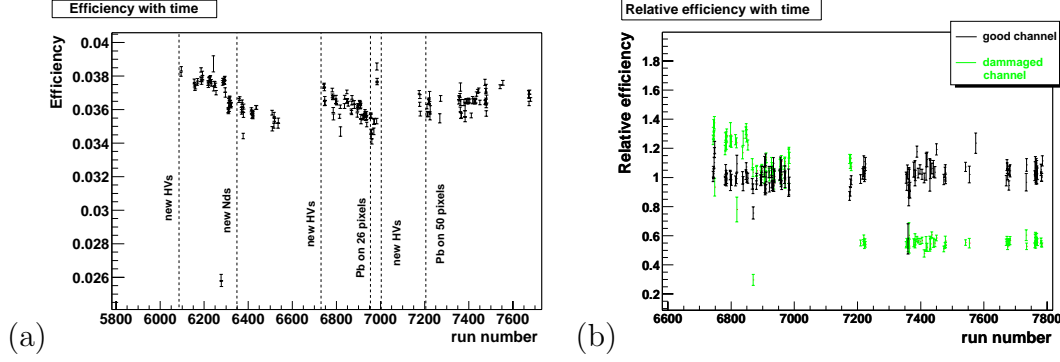 Efficiency with time
Efficiency
0.04
0.038
0.036
0.034
0.032
0.03
0.028
0.026
new HVs
new Nds
new HVs
Pb on 26 pixels
new HVs
Pb on 50 pixels
5800 6000 6200 6400 6600 6800 7000 7200 7400 7600
run number
(a)
Relative efficiency with time
Relative efficiency
good channel
dammaged
channel
1.8
1.6
1.4
1.2
1
0.8
0.6
0.4
0.2
6600 6800 7000 7200 7400 7600 7800
run number
(b)